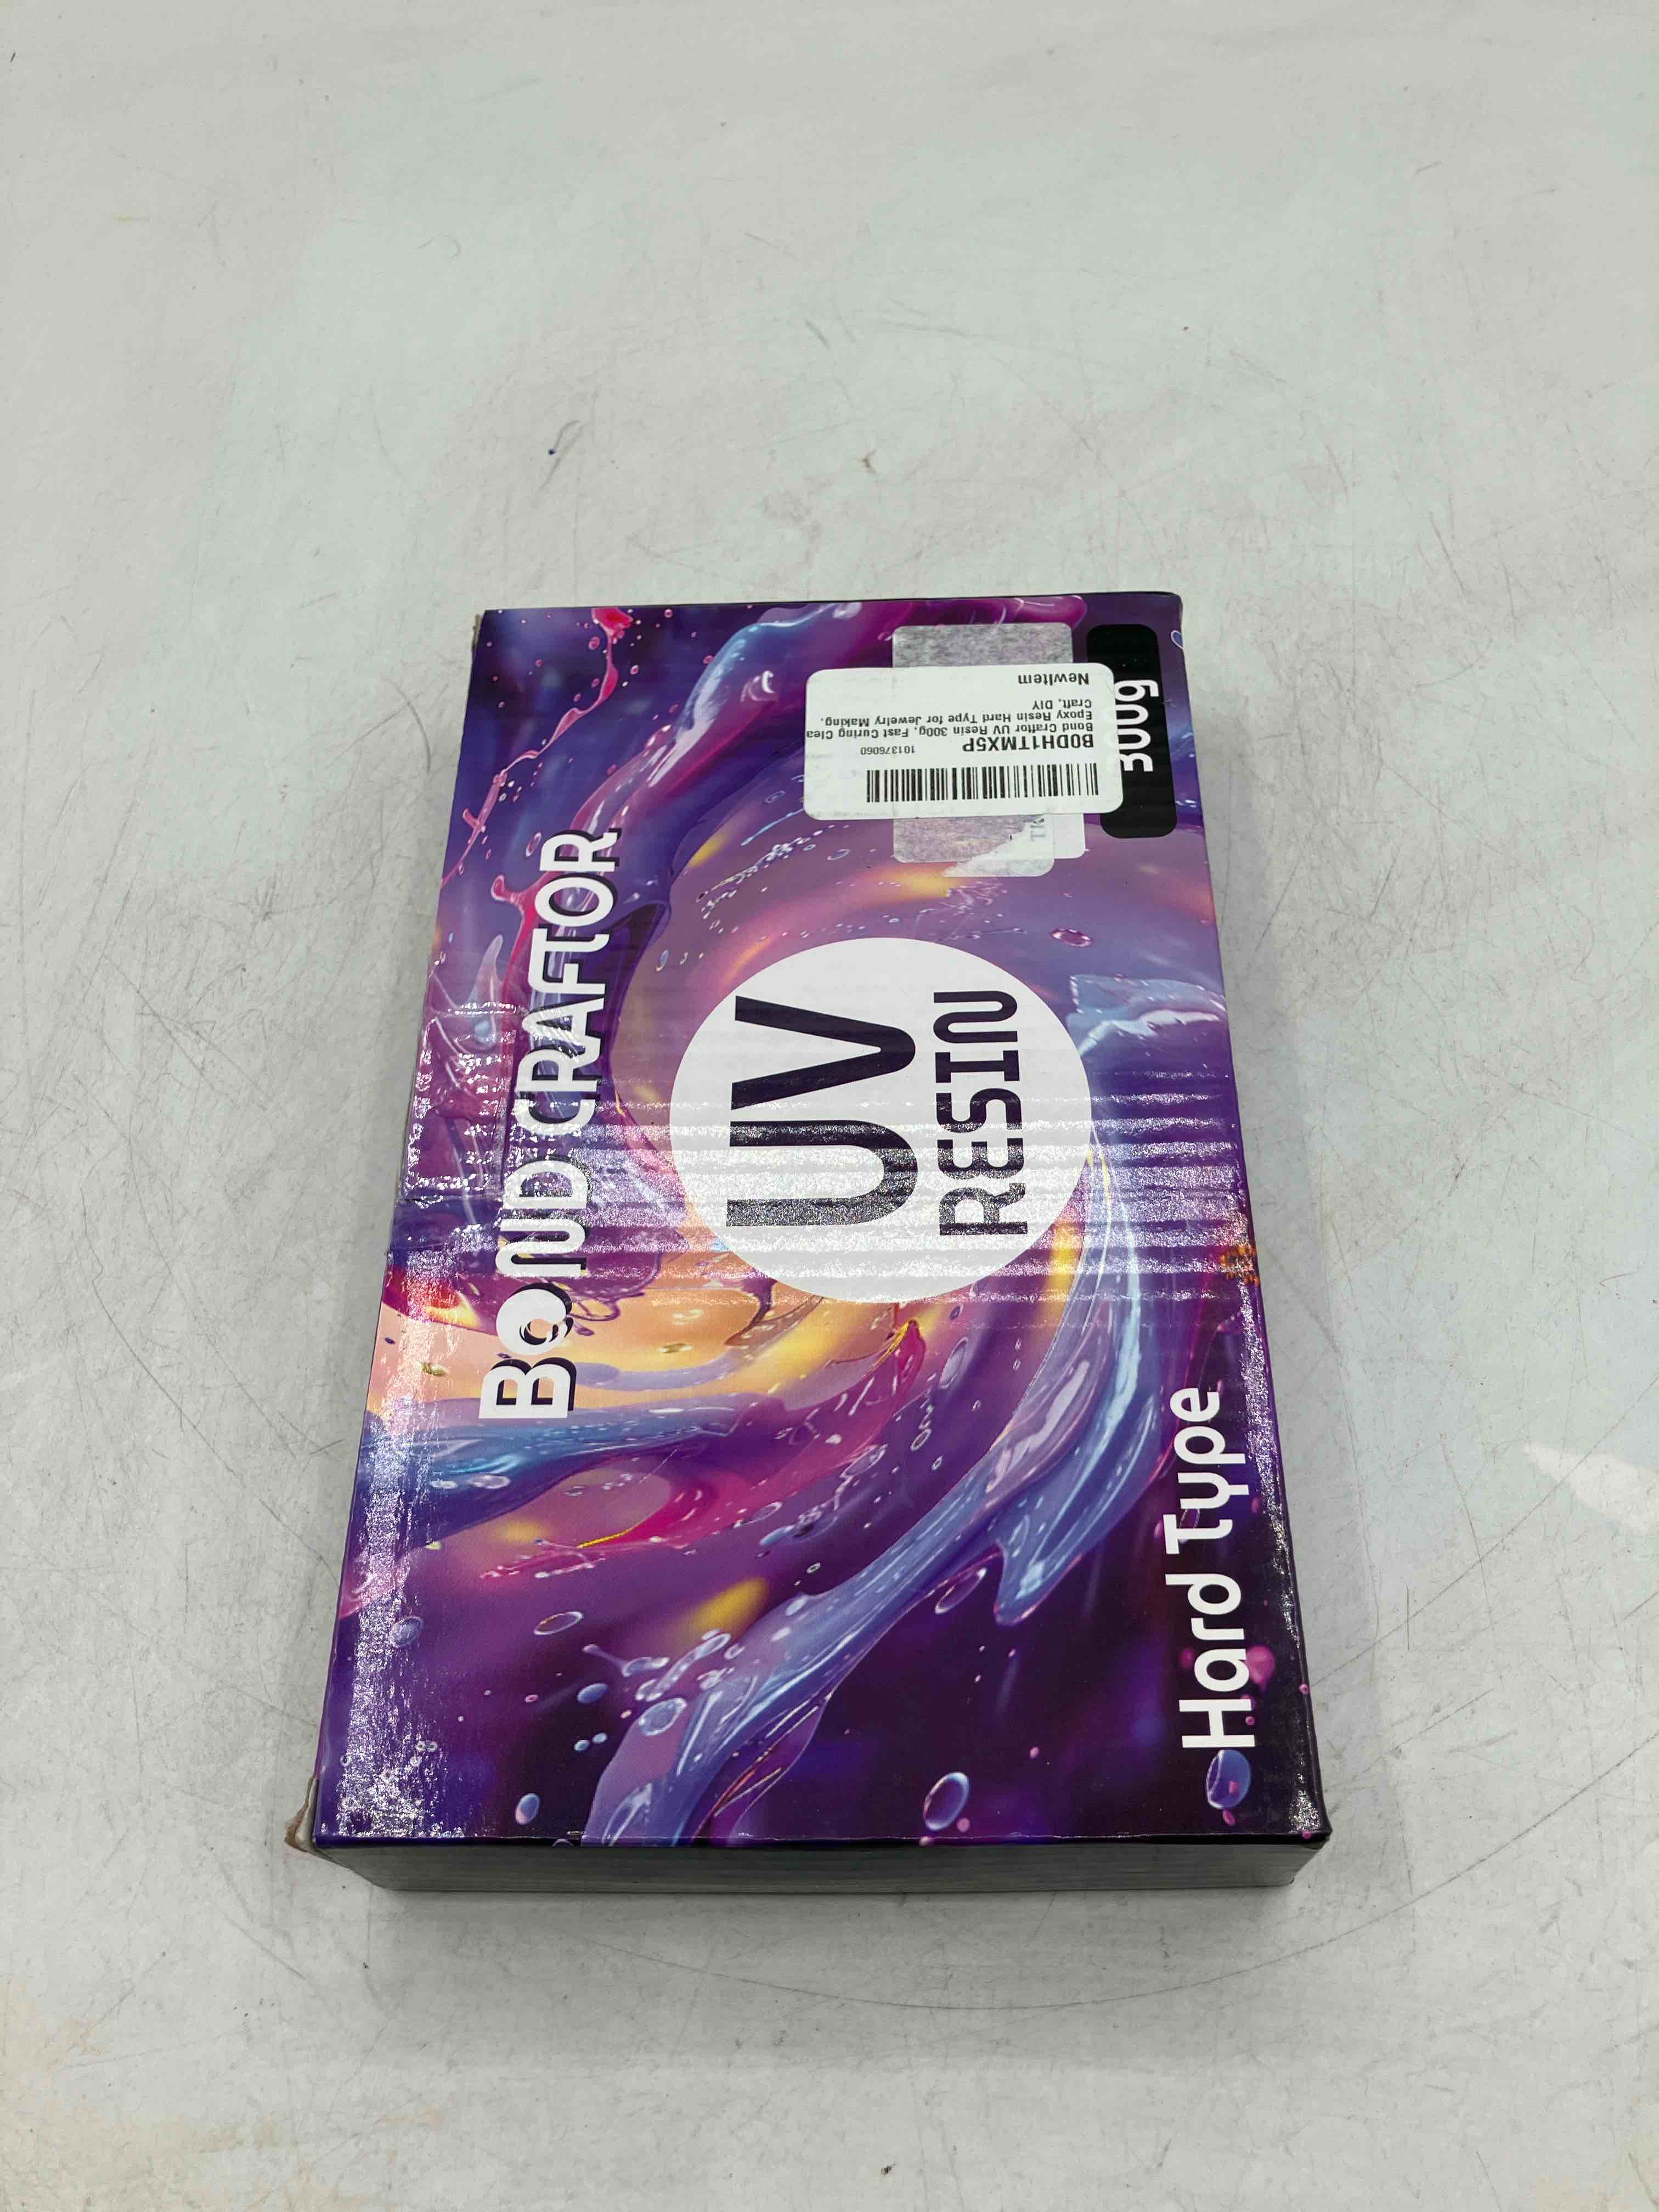 BOND CRAFTOR
UV
RESIN
Hard Type
300g
B0DH1TMX5P
101376060
Bond Craftor UV Resin 300g, Fast Curing Clea
Epoxy Resin Hard Type for Jewelry Making,
Craft, DIY
NewItem